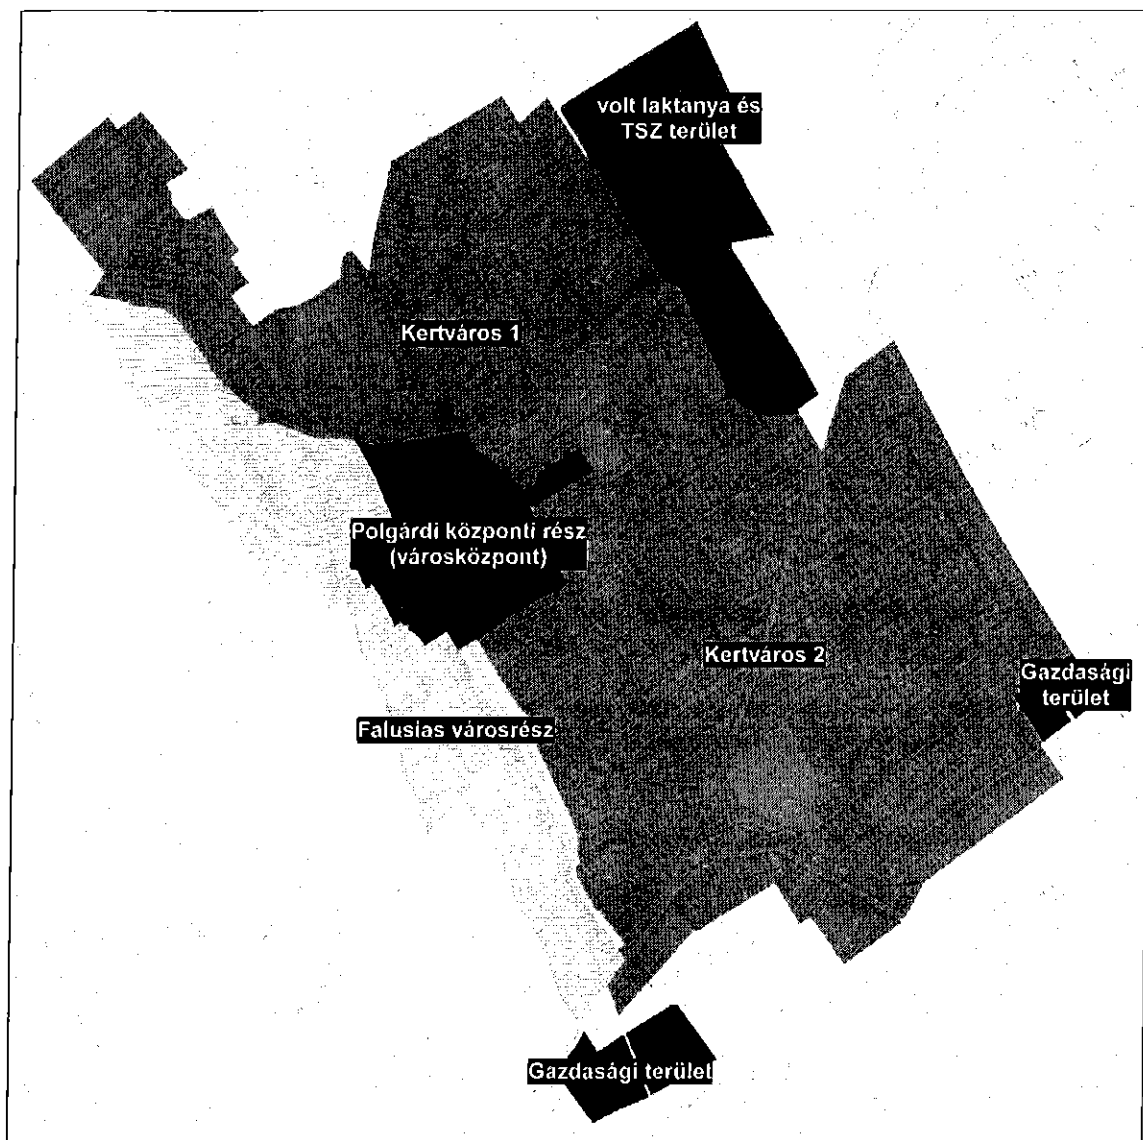 volt laktanya és
TSZ terület
Kertváros 1
Polgárdi központi rész
(városközpont)
Kertváros 2
Gazdasági
terület
Falusias városrész
Gazdasági terület